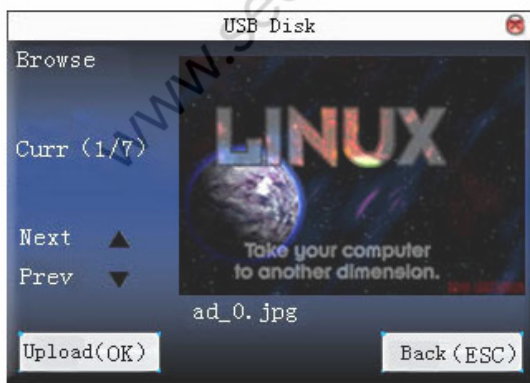 USB Disk
Browse
Curr (1/7)
Next
Prev
LINUX
Take your computer
to another dimension.
ad_0.jpg
Upload(OK)
Back(ESC)